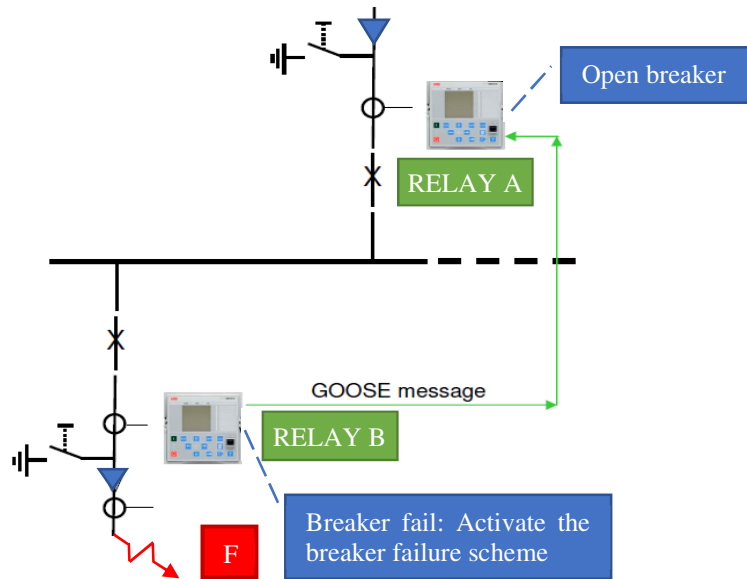 Open breaker
RELAY A
GOOSE message
RELAY B
Breaker fail: Activate the
breaker failure scheme
F